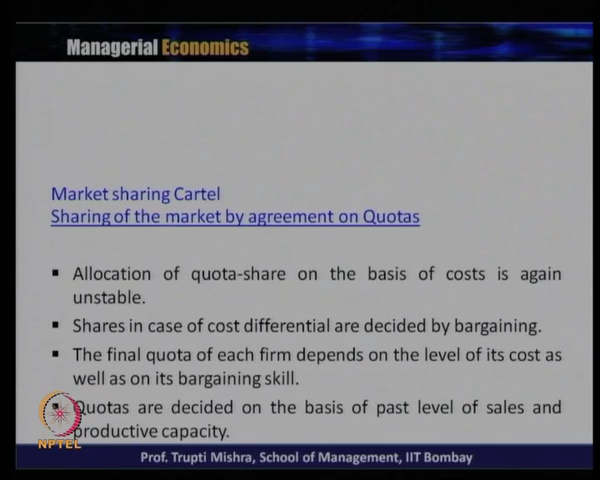 Managerial Economics
Market sharing Cartel
Sharing of the market by agreement on Quotas
▪ Allocation of quota-share on the basis of costs is again
unstable.
▪ Shares in case of cost differential are decided by bargaining.
▪ The final quota of each firm depends on the level of its cost as
well as on its bargaining skill.
▪ Quotas are decided on the basis of past level of sales and
productive capacity.
NPTEL
Prof. Trupti Mishra, School of Management, IIT Bombay